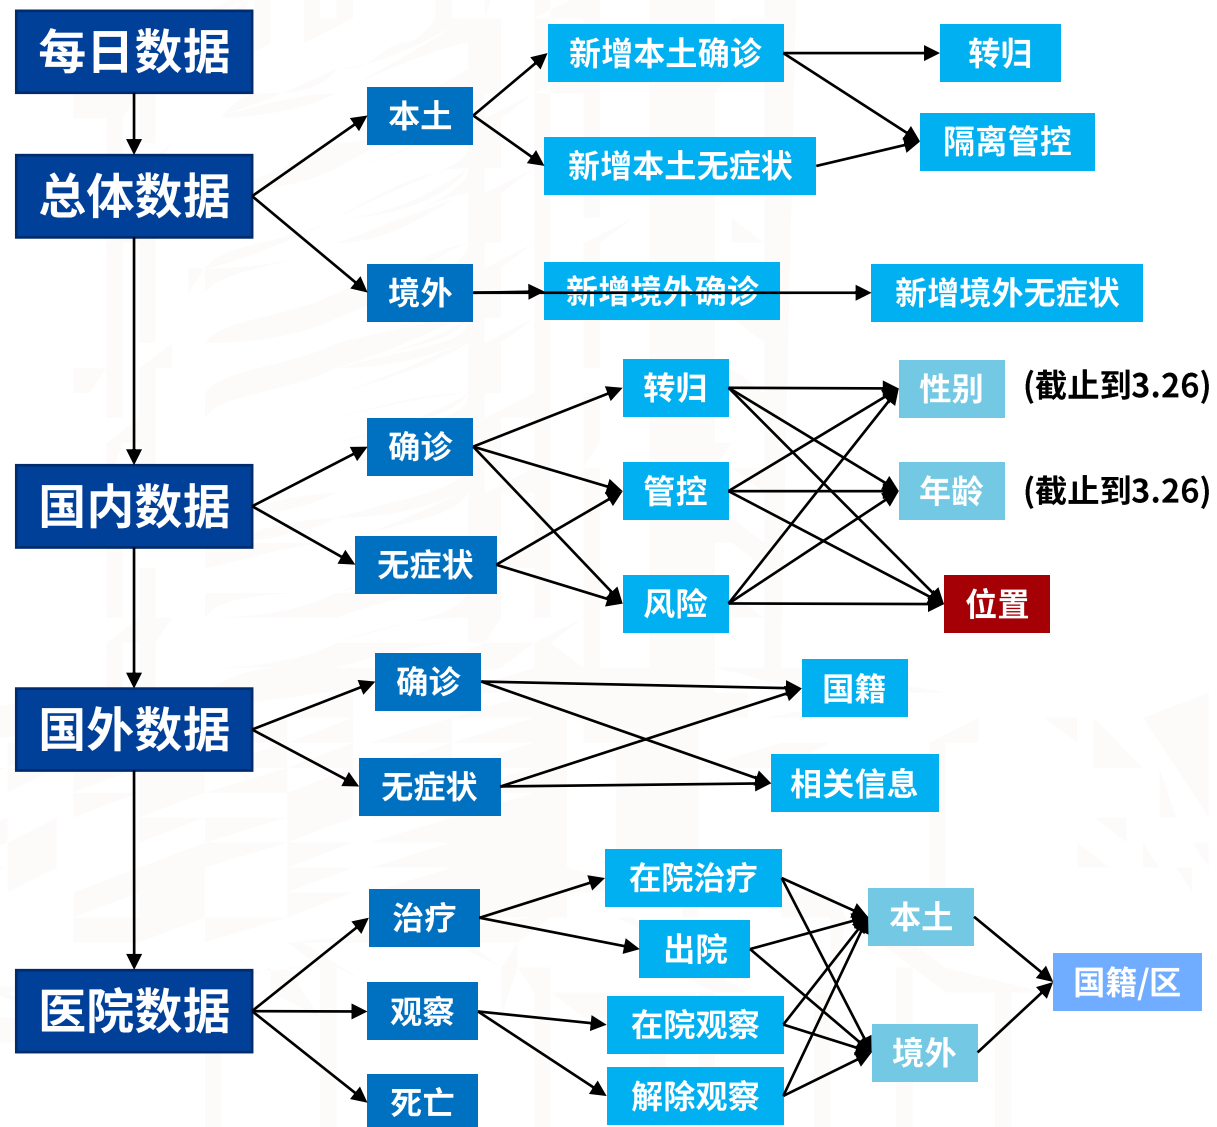 每日数据
总体数据
本土
新增本土确诊
转归
隔离管控
新增本土无症状
境外
新增境外确诊
新增境外无症状
国内数据
确诊
无症状
转归
管控
风险
性别
(截止到3.26)
年龄
(截止到3.26)
位置
国外数据
确诊
无症状
国籍
相关信息
医院数据
治疗
观察
死亡
在院治疗
出院
在院观察
解除观察
本土
境外
国籍/区